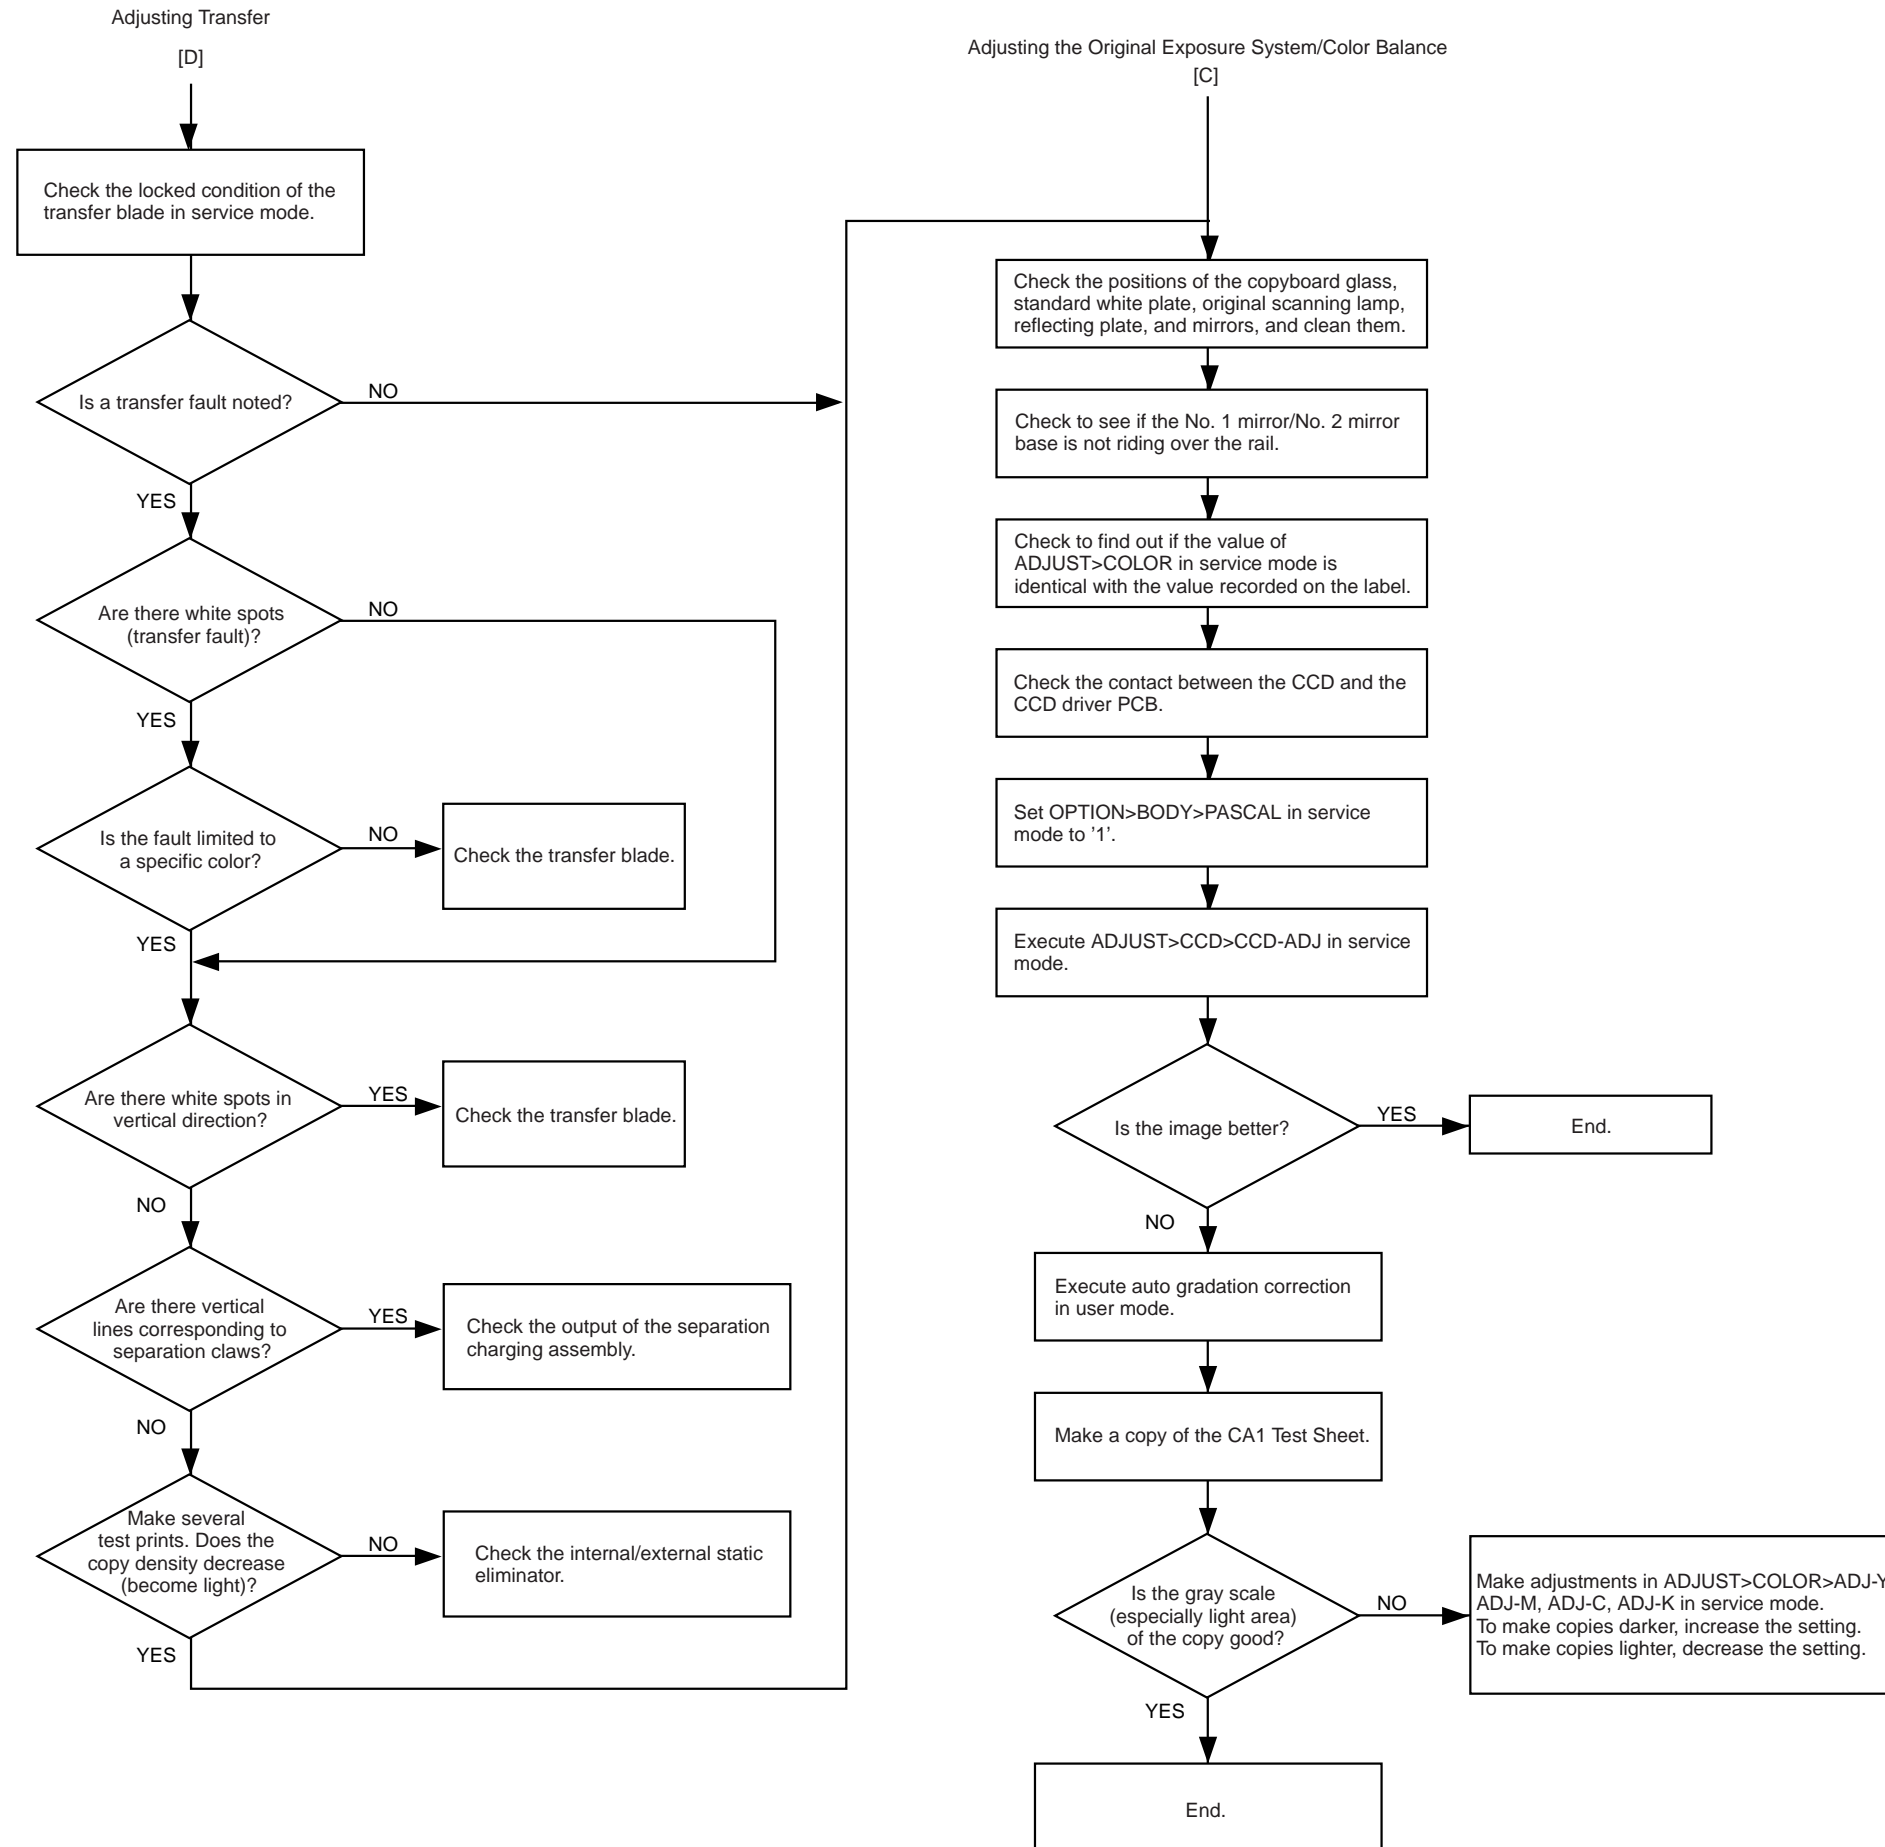 Adjusting Transfer
[D]
Check the locked condition of the
transfer blade in service mode.
Is a transfer fault noted?
NO
YES
Are there white spots
(transfer fault)?
NO
YES
Is the fault limited to
a specific color?
NO
Check the transfer blade.
YES
Are there white spots in
vertical direction?
YES
Check the transfer blade.
NO
Are there vertical
lines corresponding to
separation claws?
YES
Check the output of the separation
charging assembly.
NO
Make several
test prints. Does the
copy density decrease
(become light)?
NO
Check the internal/external static
eliminator.
YES
Adjusting the Original Exposure System/Color Balance
[C]
Check the positions of the copyboard glass,
standard white plate, original scanning lamp,
reflecting plate, and mirrors, and clean them.
Check to see if the No. 1 mirror/No. 2 mirror
base is not riding over the rail.
Check to find out if the value of
ADJUST>COLOR in service mode is
identical with the value recorded on the label.
Check the contact between the CCD and the
CCD driver PCB.
Set OPTION>BODY>PASCAL in service
mode to ’1’.
Execute ADJUST>CCD>CCD-ADJ in service
mode.
Is the image better?
YES
End.
NO
Execute auto gradation correction
in user mode.
Make a copy of the CA1 Test Sheet.
Is the gray scale
(especially light area)
of the copy good?
NO
Make adjustments in ADJUST>COLOR>ADJ-Y
ADJ-M, ADJ-C, ADJ-K in service mode.
To make copies darker, increase the setting.
To make copies lighter, decrease the setting.
YES
End.